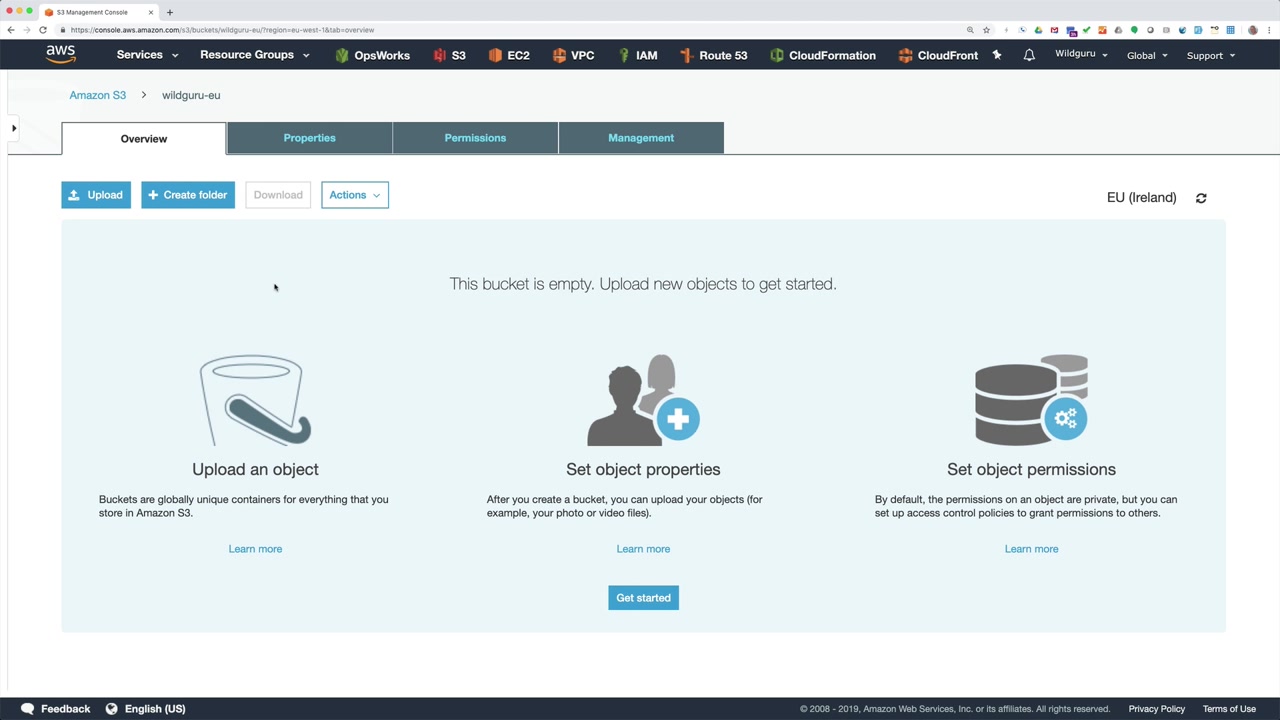 S3 Management Console
https://console.aws.amazon.com/s3/buckets/wildguru-eu/?region=eu-west-1&tab=overview
aws Services Resource Groups OpsWorks S3 EC2 VPC IAM Route 53 CloudFormation CloudFront Wildguru Global Support
Amazon S3 wildguru-eu
Overview Properties Permissions Management
Upload Create folder Download Actions EU (Ireland)
This bucket is empty. Upload new objects to get started.
Upload an object
Buckets are globally unique containers for everything that you
store in Amazon S3.
Learn more
Set object properties
After you create a bucket, you can upload your objects (for
example, your photo or video files).
Learn more
Set object permissions
By default, the permissions on an object are private, but you can
set up access control policies to grant permissions to others.
Learn more
Get started
Feedback English (US) © 2008 - 2019, Amazon Web Services, Inc. or its affiliates. All rights reserved. Privacy Policy Terms of Use